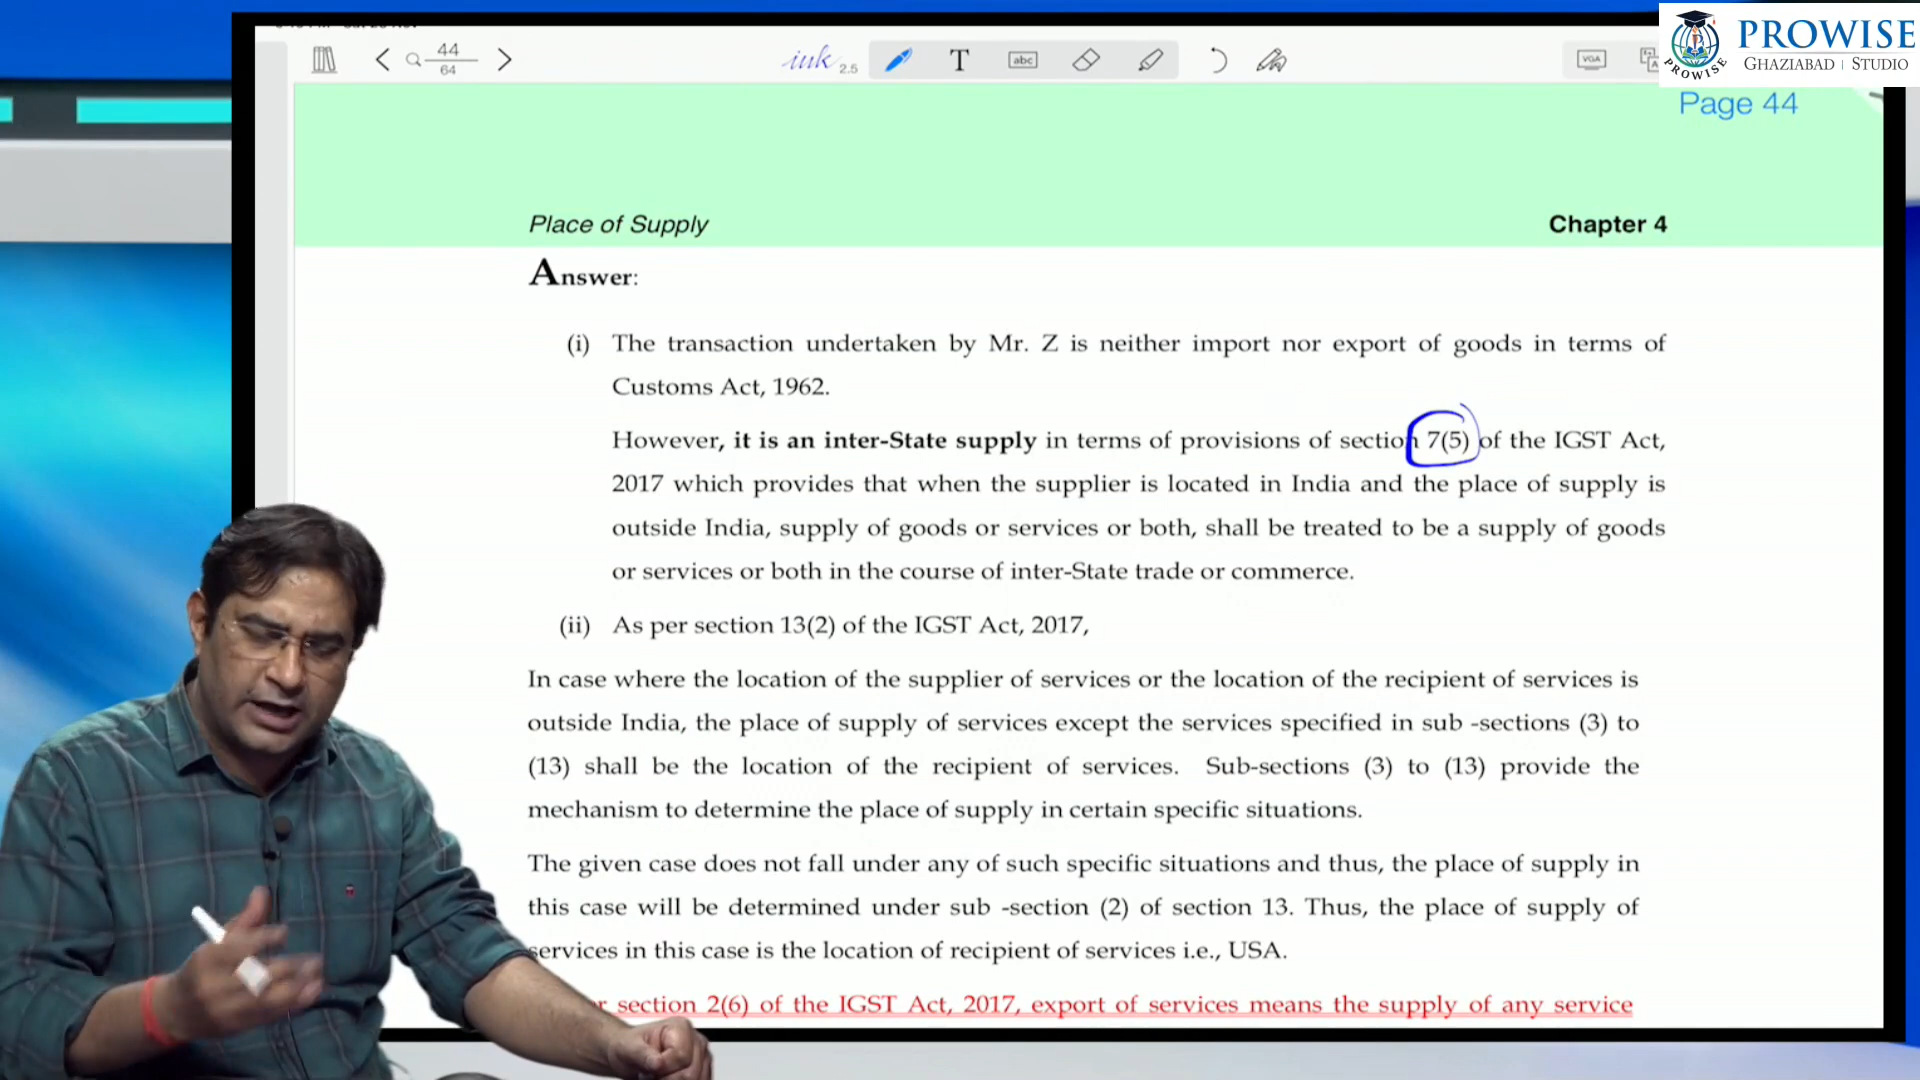 44
64
ink 2.5
T
abc
VGA
PROWISE
PROWISE
GHAZIABAD | STUDIO
Page 44
Place of Supply
Chapter 4
ANSWER:
(i) The transaction undertaken by Mr. Z is neither import nor export of goods in terms of
Customs Act, 1962.
However, it is an inter-State supply in terms of provisions of section 7(5) of the IGST Act,
2017 which provides that when the supplier is located in India and the place of supply is
outside India, supply of goods or services or both, shall be treated to be a supply of goods
or services or both in the course of inter-State trade or commerce.
(ii) As per section 13(2) of the IGST Act, 2017,
In case where the location of the supplier of services or the location of the recipient of services is
outside India, the place of supply of services except the services specified in sub -sections (3) to
(13) shall be the location of the recipient of services. Sub-sections (3) to (13) provide the
mechanism to determine the place of supply in certain specific situations.
The given case does not fall under any of such specific situations and thus, the place of supply in
this case will be determined under sub -section (2) of section 13. Thus, the place of supply of
services in this case is the location of recipient of services i.e., USA.
section 2(6) of the IGST Act, 2017, export of services means the supply of any service